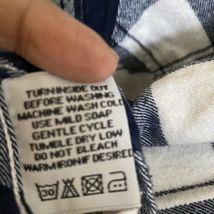 TURN INSIDE OUT
BEFORE WASHING
MACHINE WASH COLD
USE MILD SOAP
GENTLE CYCLE
TUMBLE DRY LOW
DO NOT BLEACH
WARM IRON IF DESIRED
30